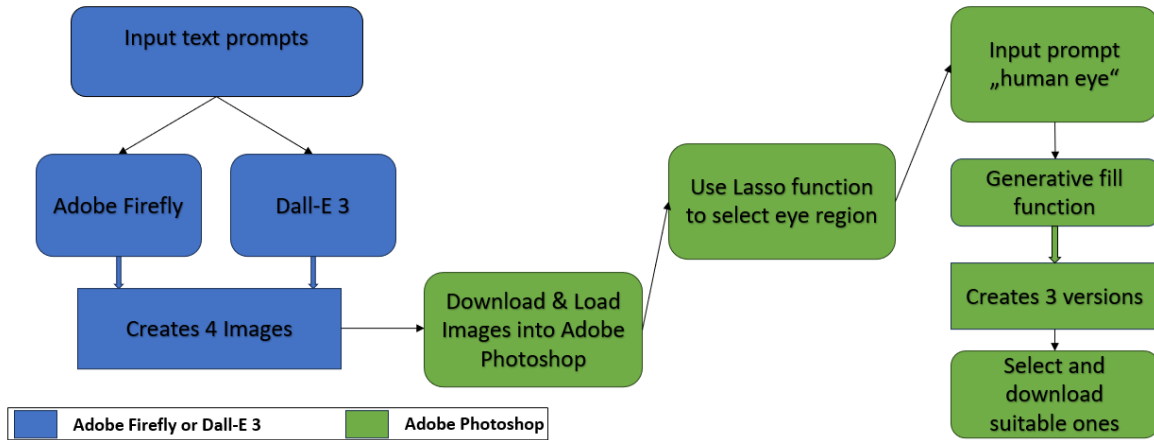 Input text prompts
Adobe Firefly
Dall-E 3
Creates 4 Images
Download & Load
Images into Adobe
Photoshop
Use Lasso function
to select eye region
Input prompt
„human eye“
Generative fill
function
Creates 3 versions
Select and
download
suitable ones
Adobe Firefly or Dall-E 3
Adobe Photoshop